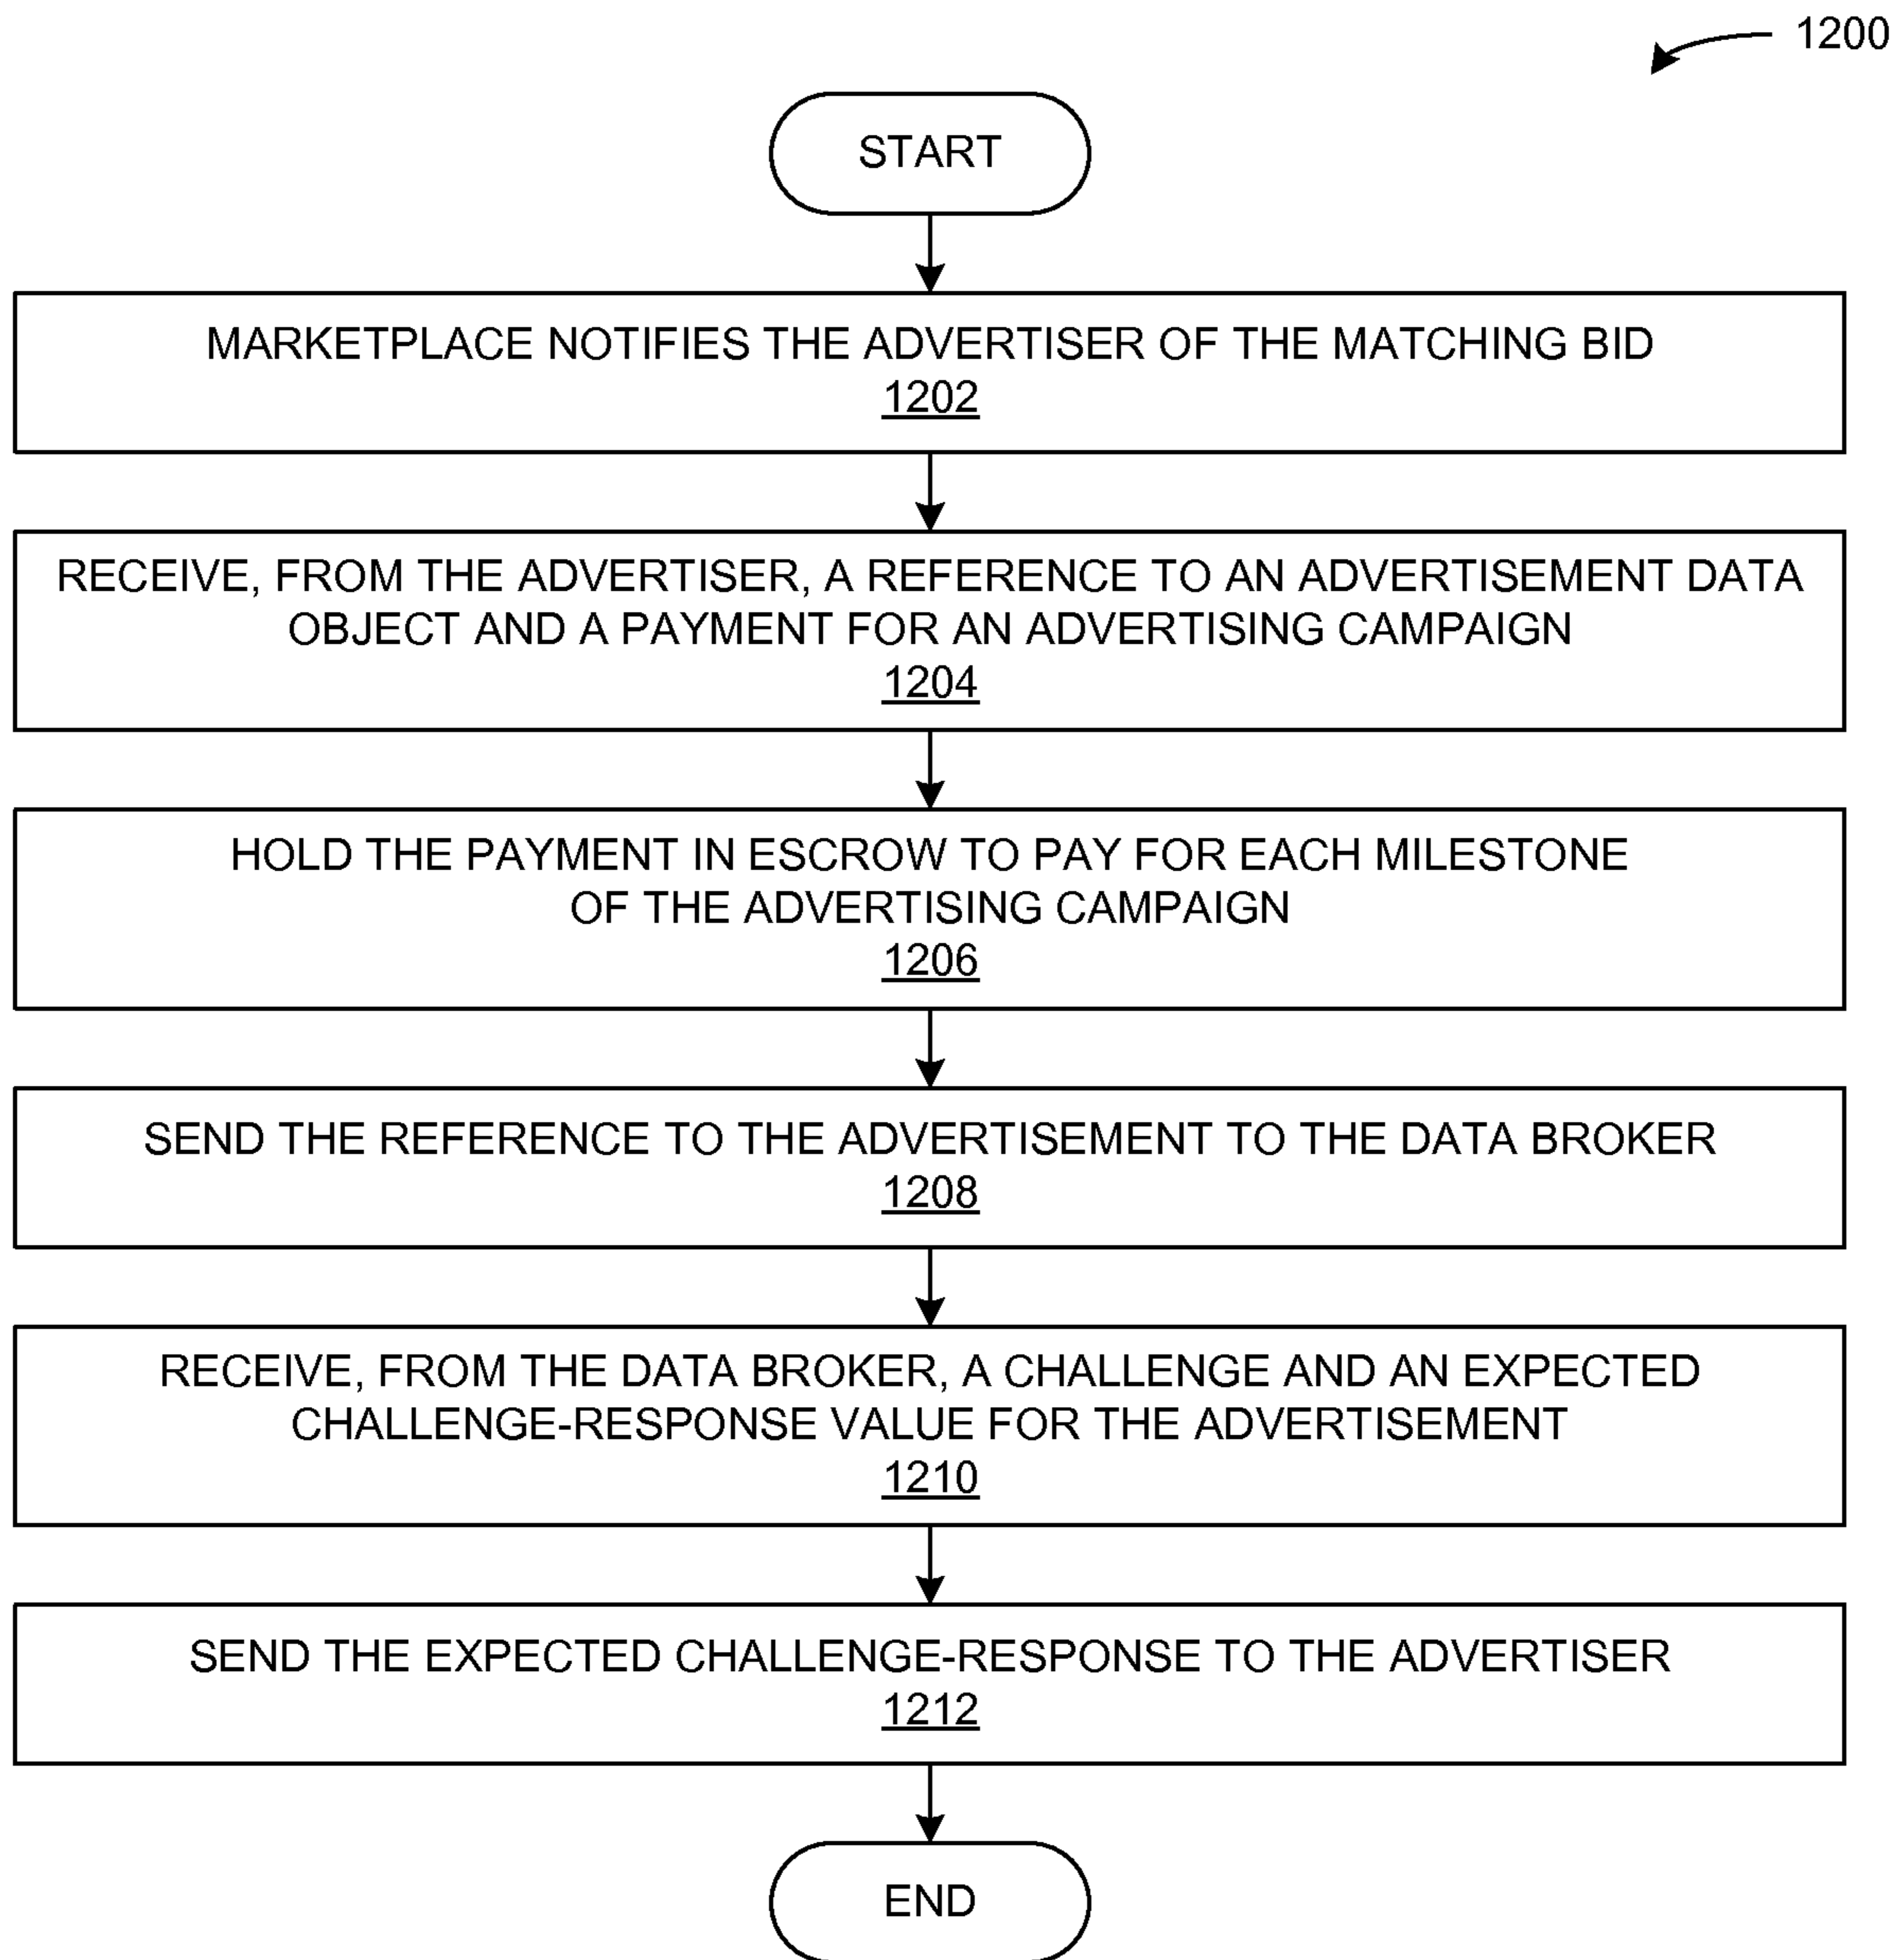 1200
START
MARKETPLACE NOTIFIES THE ADVERTISER OF THE MATCHING BID
1202
RECEIVE, FROM THE ADVERTISER, A REFERENCE TO AN ADVERTISEMENT DATA
OBJECT AND A PAYMENT FOR AN ADVERTISING CAMPAIGN
1204
HOLD THE PAYMENT IN ESCROW TO PAY FOR EACH MILESTONE
OF THE ADVERTISING CAMPAIGN
1206
SEND THE REFERENCE TO THE ADVERTISEMENT TO THE DATA BROKER
1208
RECEIVE, FROM THE DATA BROKER, A CHALLENGE AND AN EXPECTED
CHALLENGE-RESPONSE VALUE FOR THE ADVERTISEMENT
1210
SEND THE EXPECTED CHALLENGE-RESPONSE TO THE ADVERTISER
1212
END